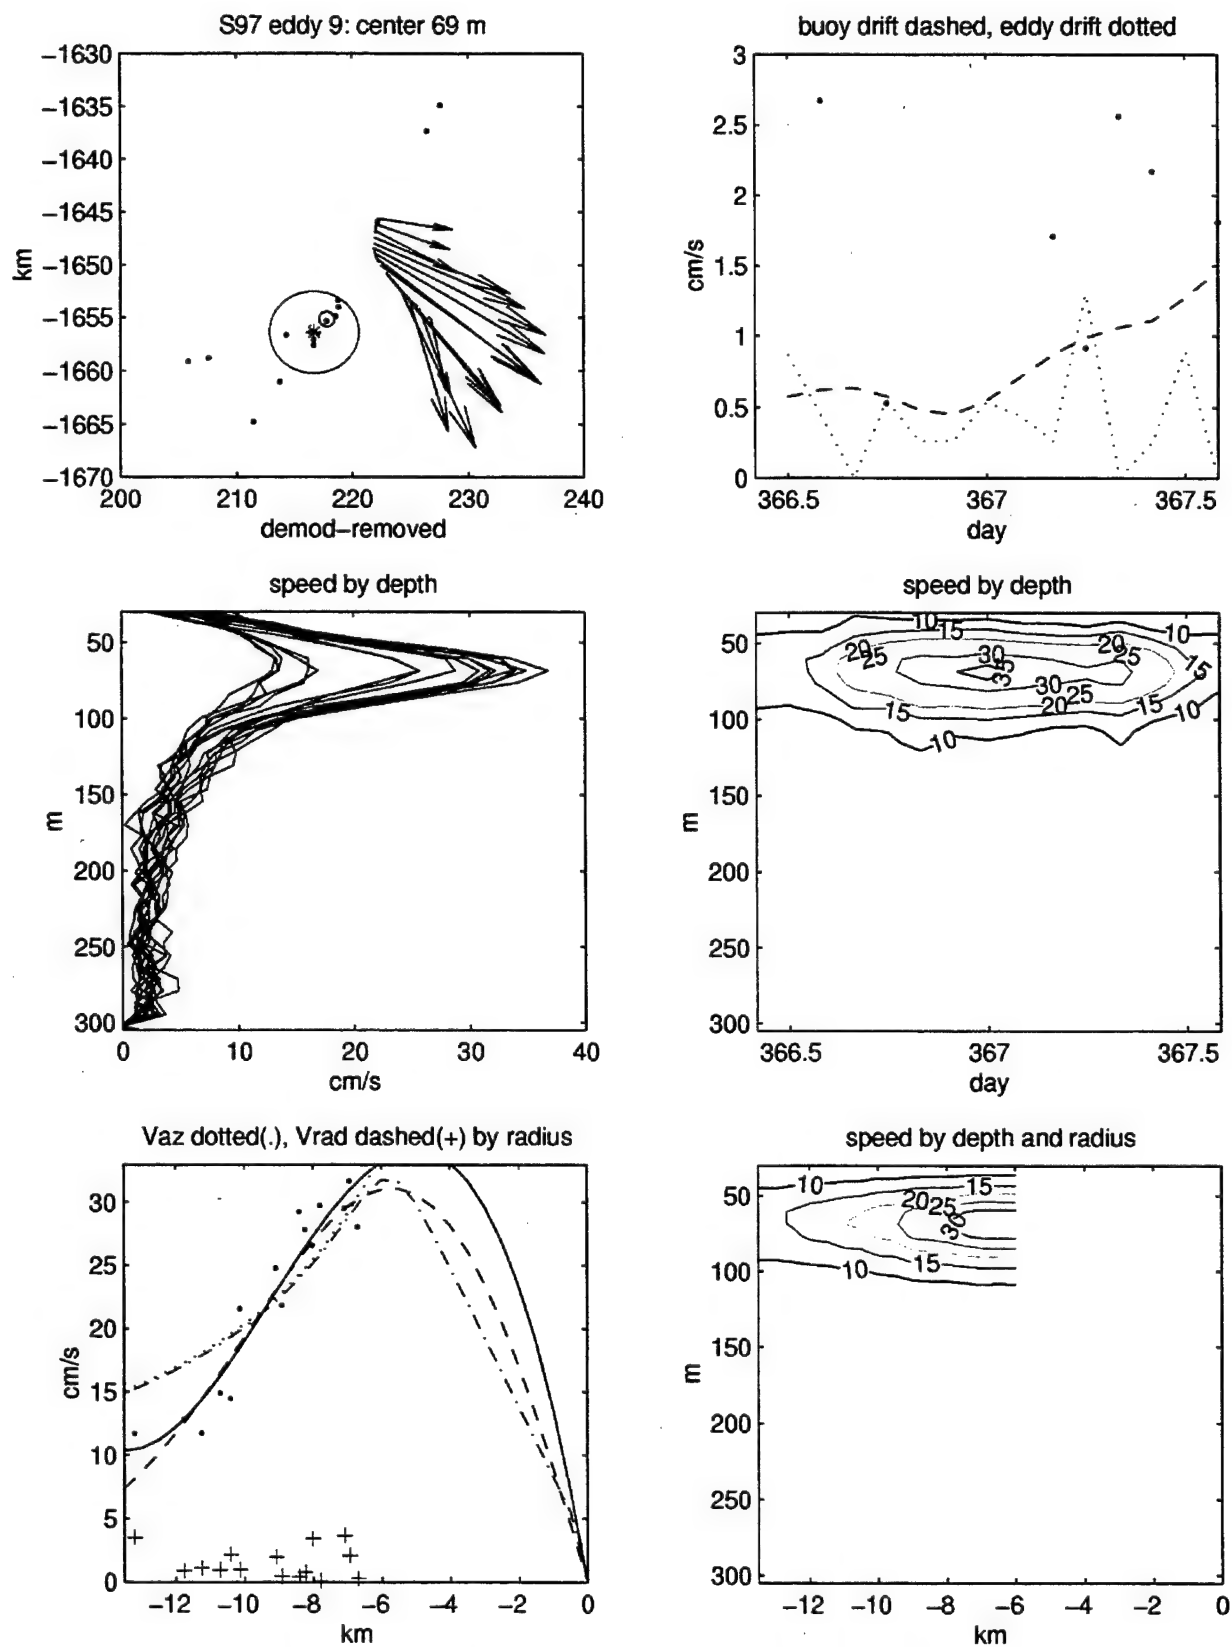 S97 eddy 9: center 69 m
−1630
−1635
−1640
−1645
−1650
−1655
−1660
−1665
−1670
km
200 210 220 230 240
demod−removed
buoy drift dashed, eddy drift dotted
3
2.5
2
1.5
1
0.5
0
cm/s
366.5 367 367.5
day
speed by depth
50
100
150
200
250
300
m
0 10 20 30 40
cm/s
speed by depth
50
100
150
200
250
300
m
10 15 10
20 25 30 35 30 20 25 15
15 20 25 15 10
10
366.5 367 367.5
day
Vaz dotted(.), Vrad dashed(+) by radius
30
25
20
15
10
5
0
cm/s
−12 −10 −8 −6 −4 −2 0
km
speed by depth and radius
50
100
150
200
250
300
m
10 15
20 25 30
10 15
−12 −10 −8 −6 −4 −2 0
km